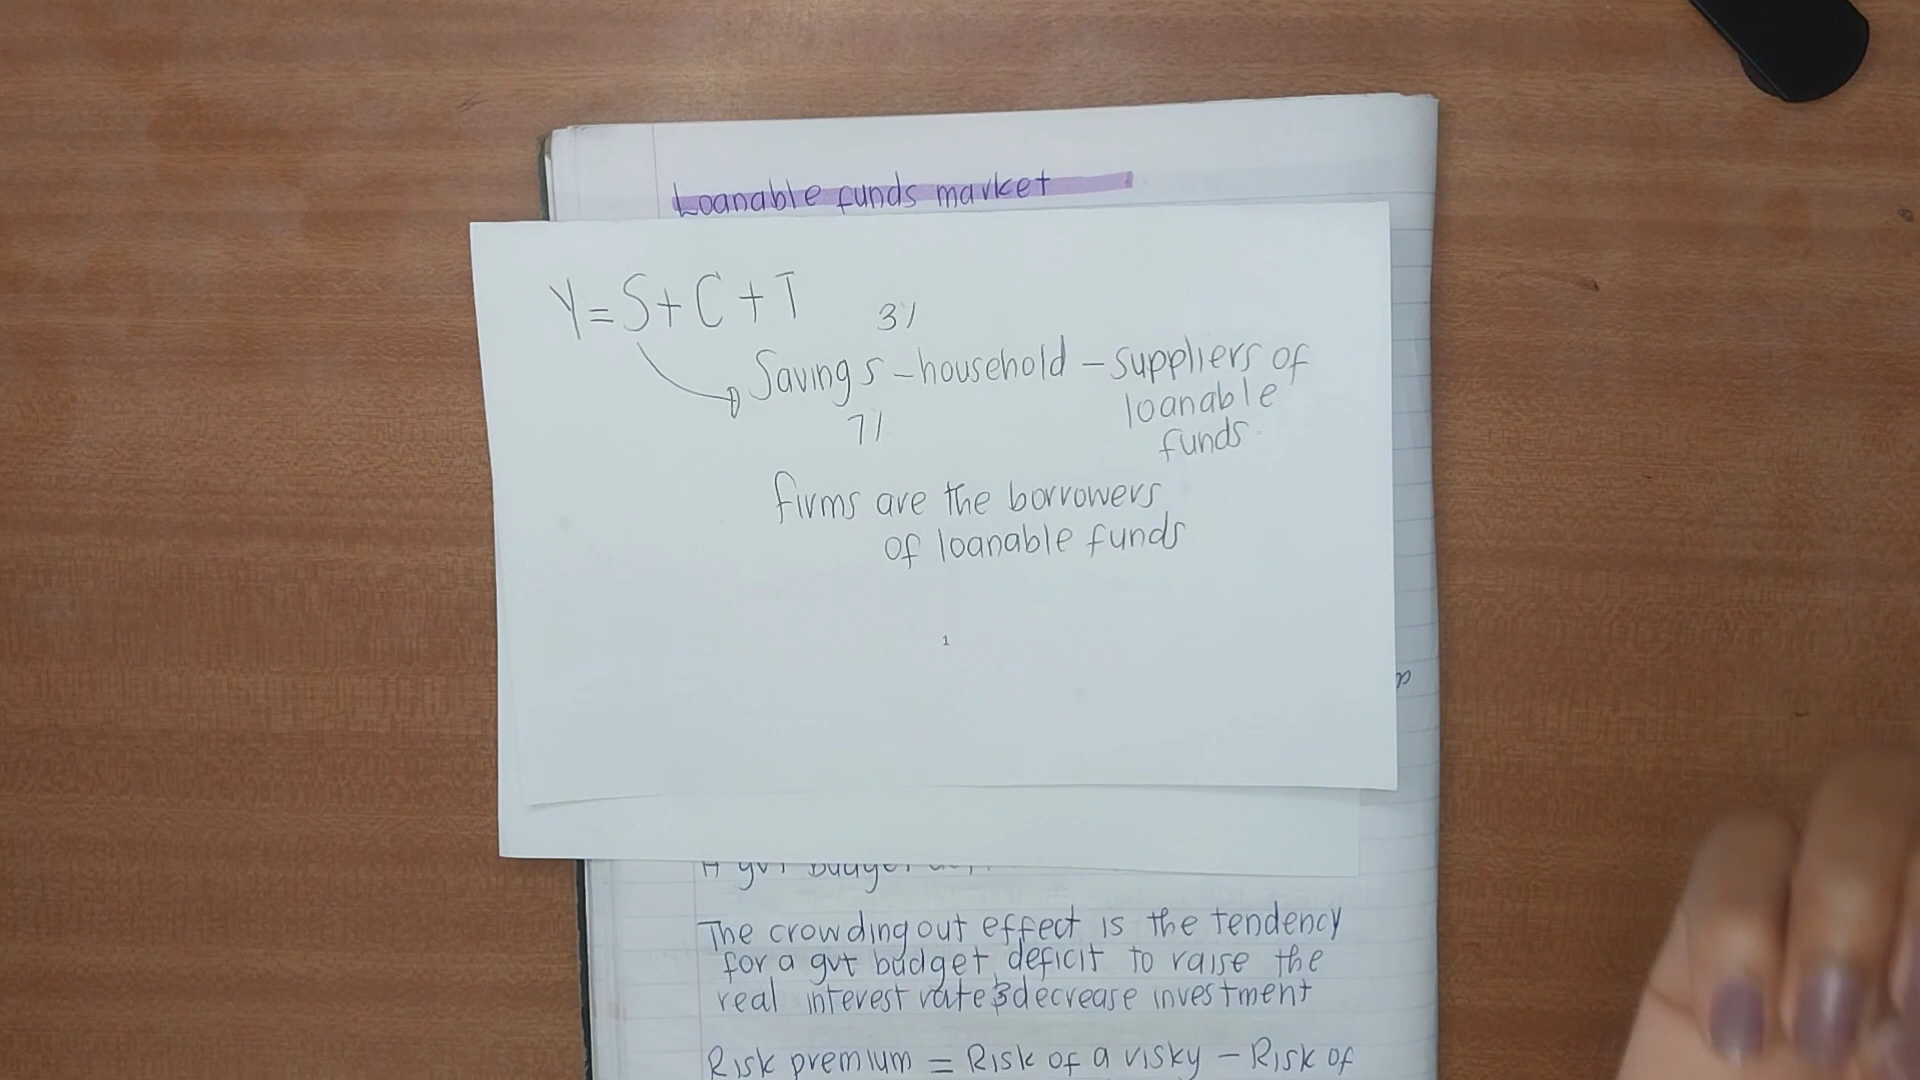 Loanable funds market
Y = S + C + T
3%
Savings - household - suppliers of
loanable
funds.
7%
firms are the borrowers
of loanable funds
1
The crowding out effect is the tendency
for a gvt budget deficit to raise the
real interest rate & decrease investment
Risk premium = Risk of a risky - Risk of